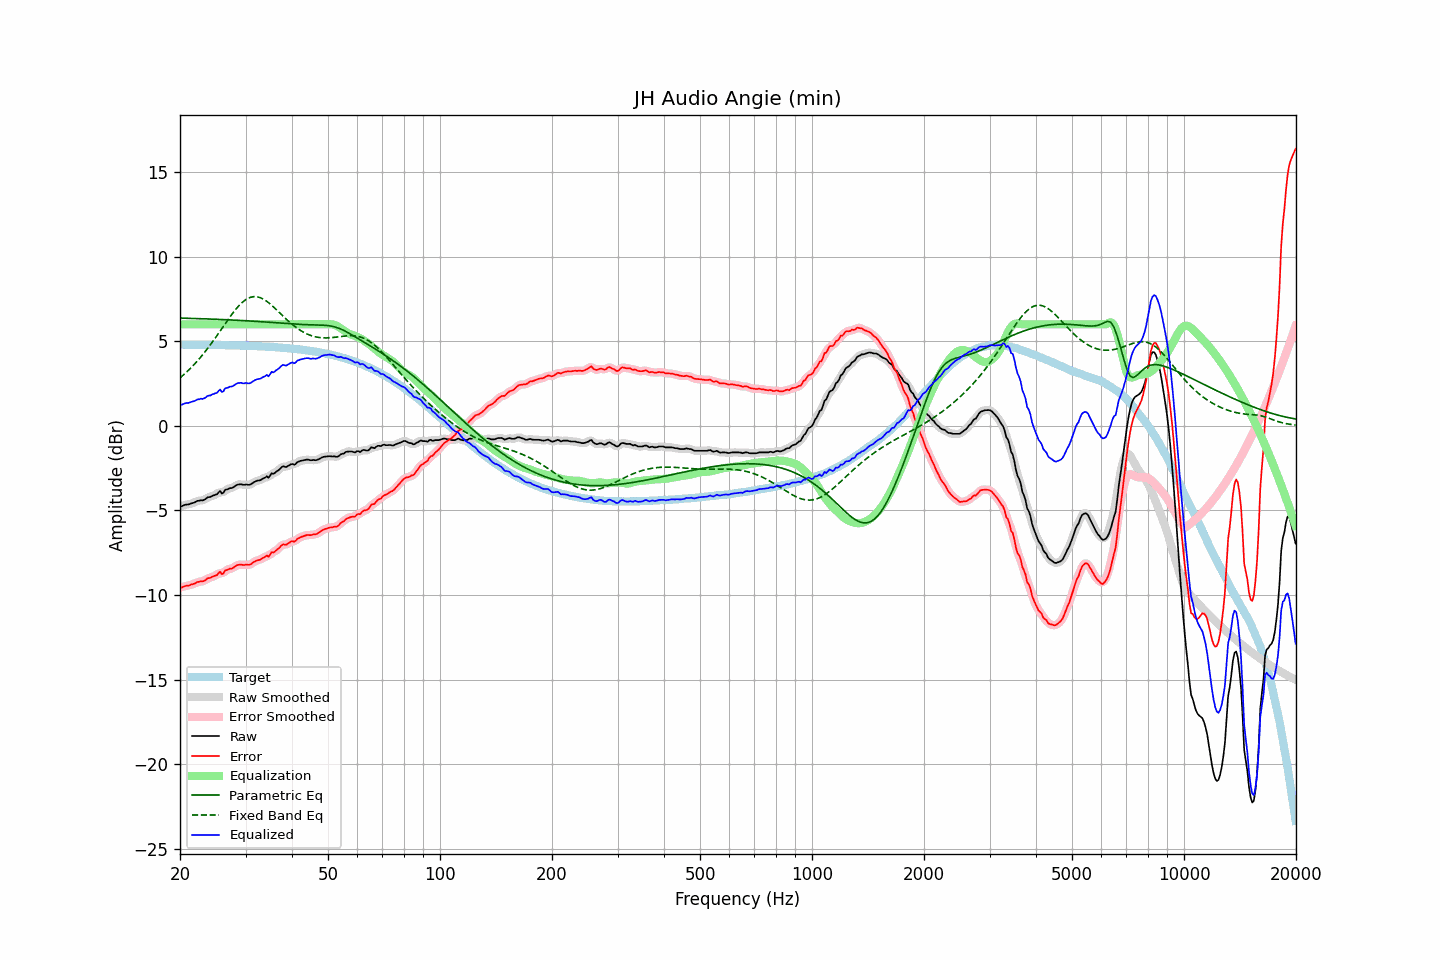 JH Audio Angie (min)
Amplitude (dBr)
15
10
5
0
−5
−10
−15
−20
−25
Target
Raw Smoothed
Error Smoothed
Raw
Error
Equalization
Parametric Eq
Fixed Band Eq
Equalized
20 50 100 200 500 1000 2000 5000 10000 20000
Frequency (Hz)